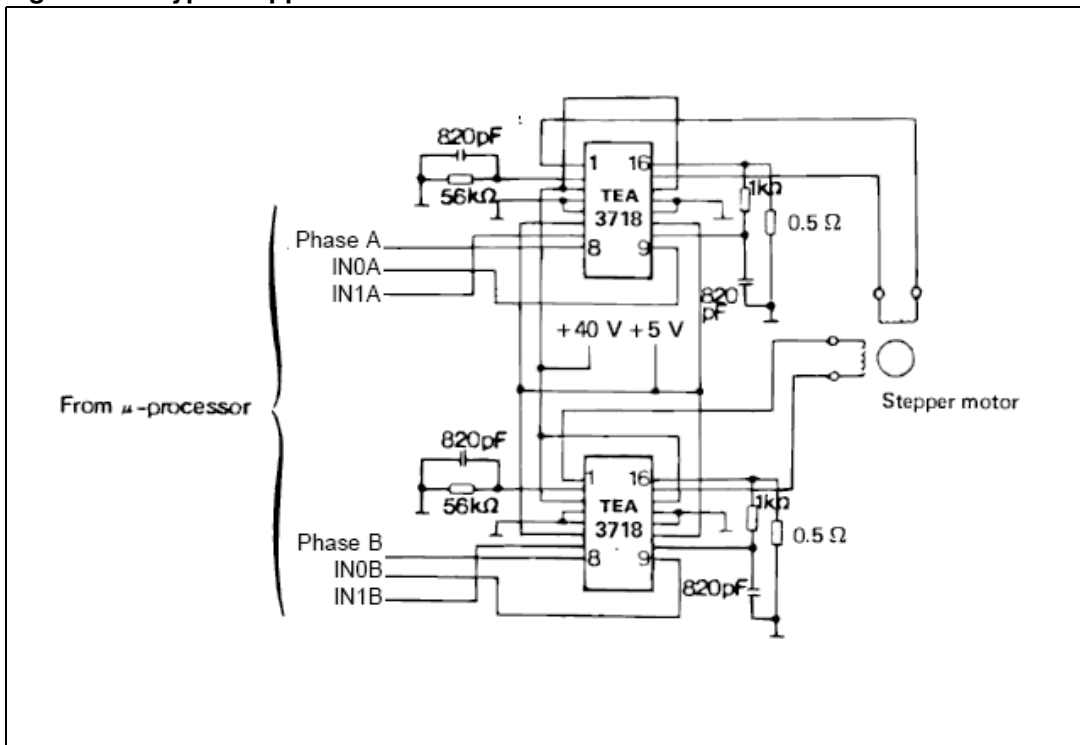 820pF
56kΩ
1 16
TEA
3718
8 9
1kΩ
0.5 Ω
820
pF
Phase A
IN0A
IN1A
+40 V +5 V
From μ-processor
Stepper motor
820pF
56kΩ
1 16
TEA
3718
8 9
1kΩ
0.5 Ω
820pF
Phase B
IN0B
IN1B